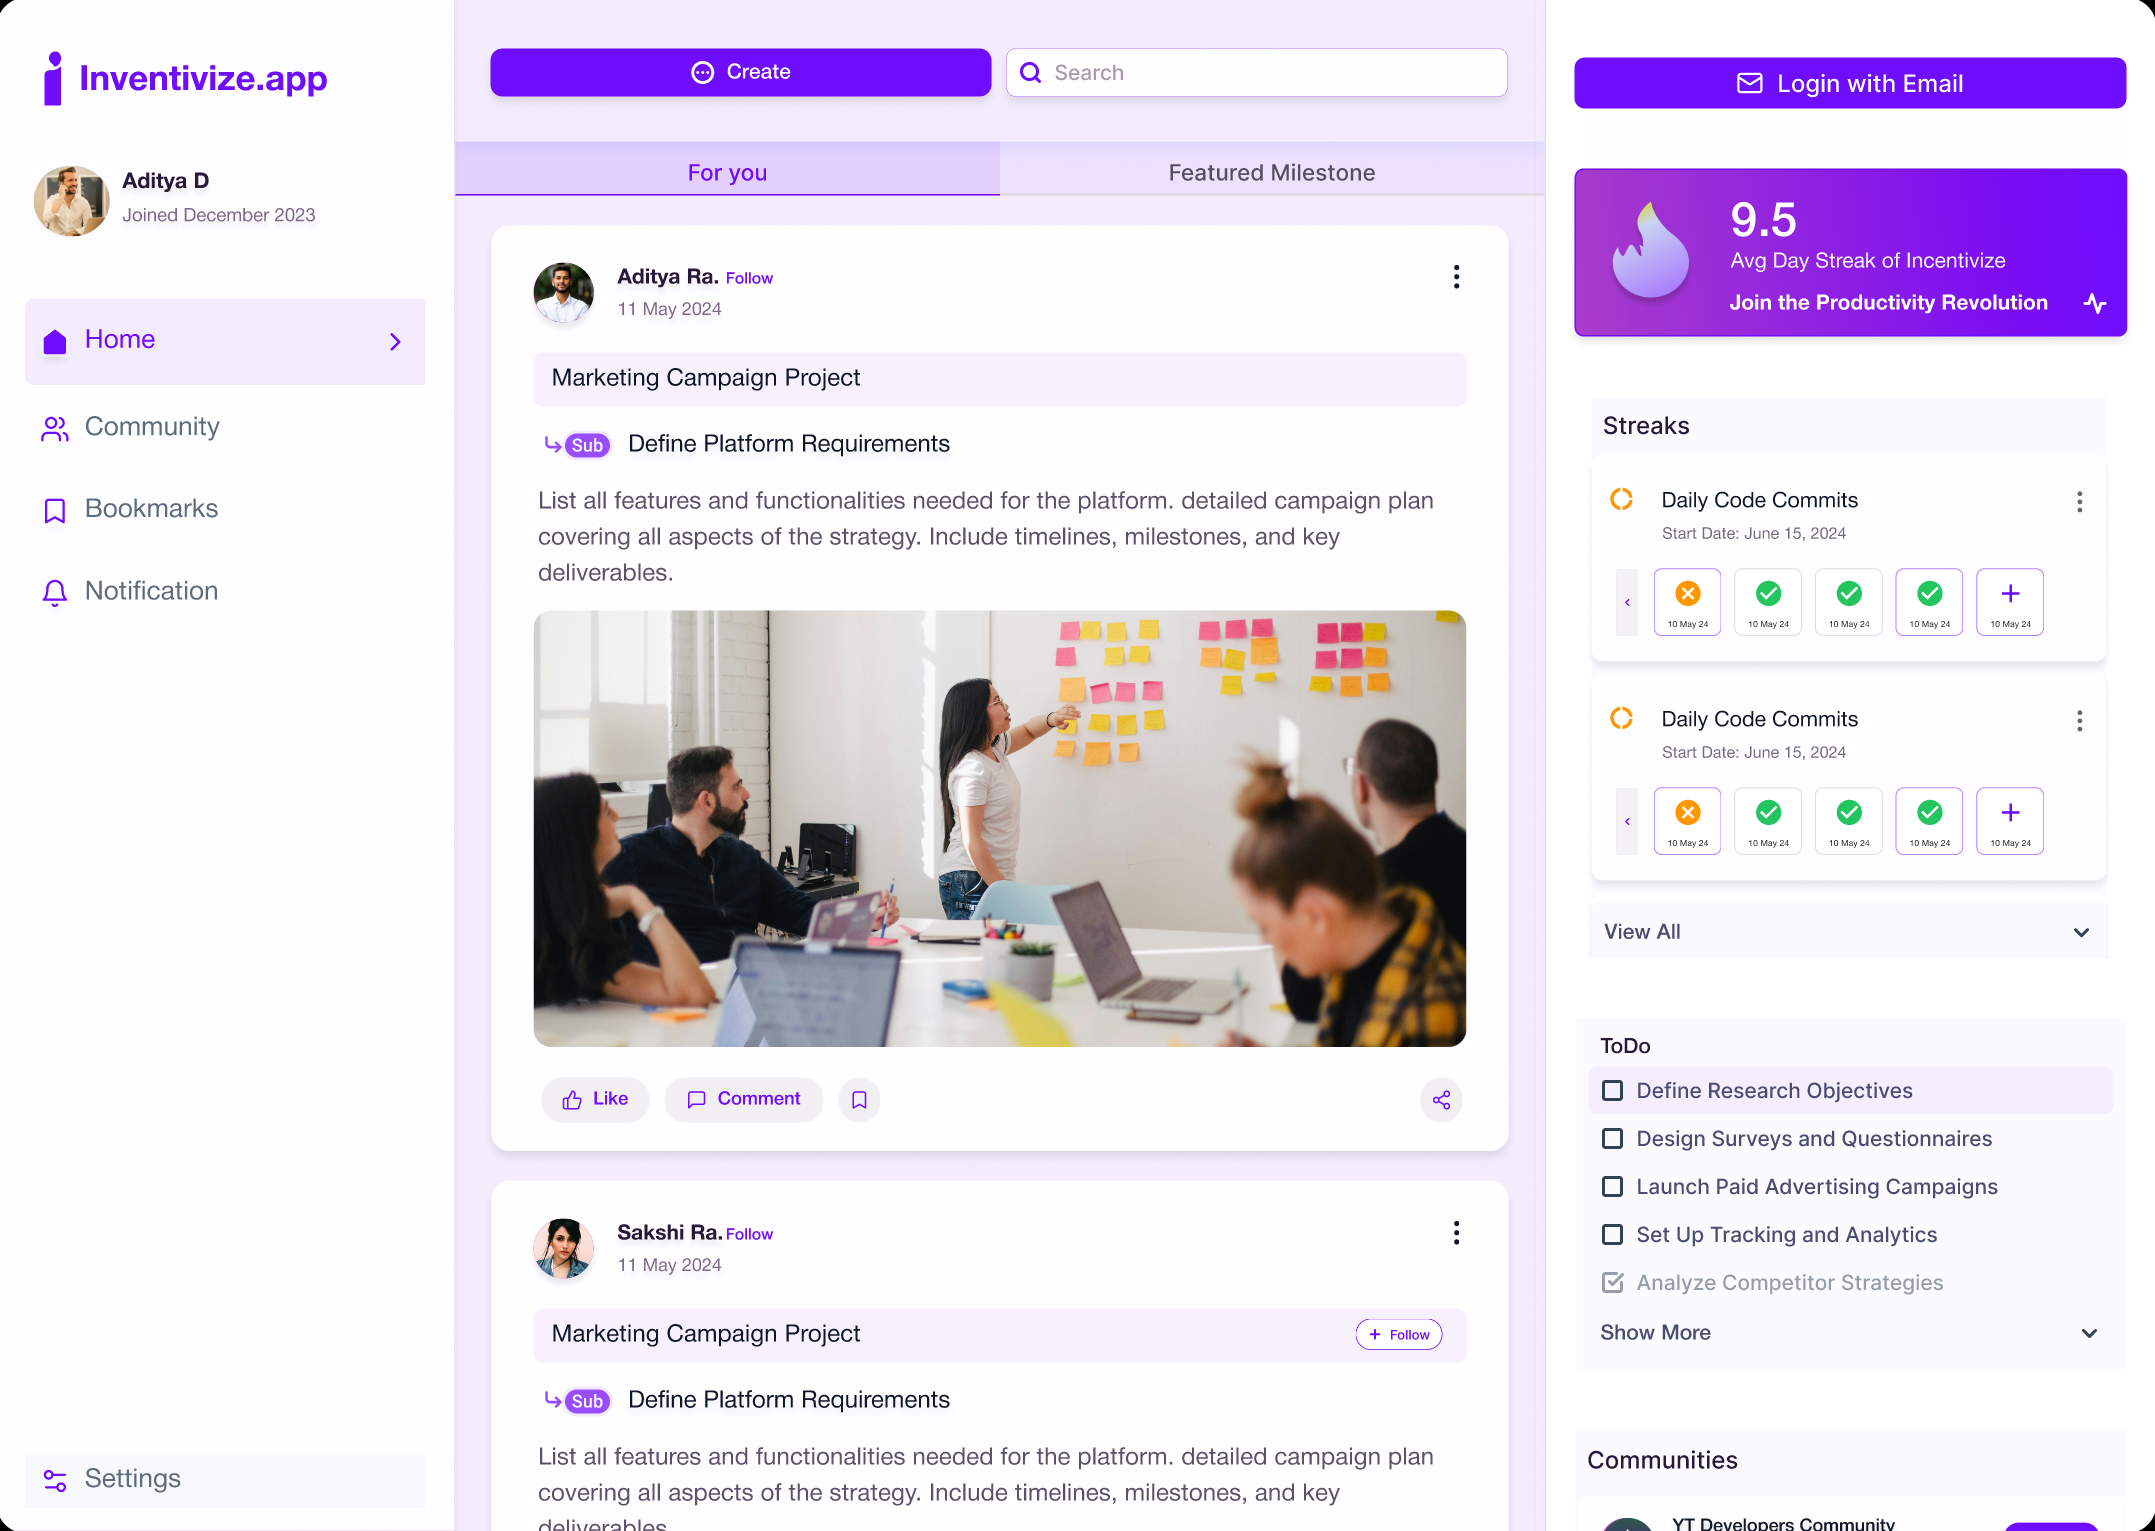 Inventivize.app
Aditya D
Joined December 2023
Home
Community
Bookmarks
Notification
Settings
Create
Search
For you
Featured Milestone
Aditya Ra. Follow
11 May 2024
Marketing Campaign Project
Sub Define Platform Requirements
List all features and functionalities needed for the platform. detailed campaign plan
covering all aspects of the strategy. Include timelines, milestones, and key
deliverables.
Like
Comment
Sakshi Ra. Follow
11 May 2024
Marketing Campaign Project
+ Follow
Sub Define Platform Requirements
List all features and functionalities needed for the platform. detailed campaign plan
covering all aspects of the strategy. Include timelines, milestones, and key
deliverables
Login with Email
9.5
Avg Day Streak of Incentivize
Join the Productivity Revolution
Streaks
Daily Code Commits
Start Date: June 15, 2024
10 May 24 10 May 24 10 May 24 10 May 24 10 May 24
Daily Code Commits
Start Date: June 15, 2024
10 May 24 10 May 24 10 May 24 10 May 24 10 May 24
View All
ToDo
Define Research Objectives
Design Surveys and Questionnaires
Launch Paid Advertising Campaigns
Set Up Tracking and Analytics
Analyze Competitor Strategies
Show More
Communities
YT Developers Community